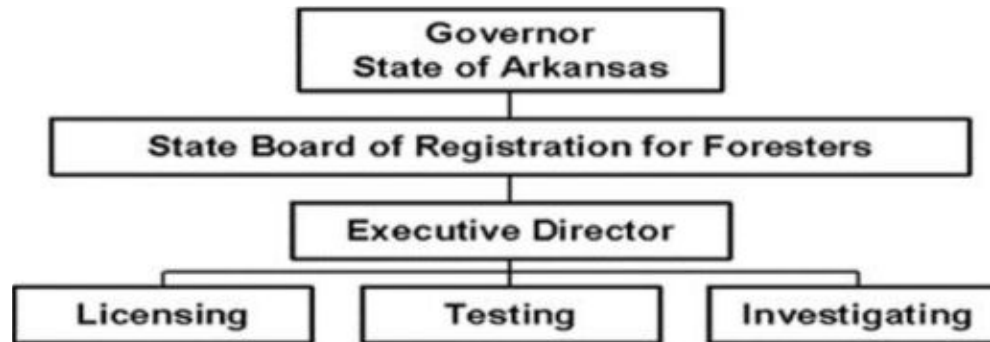 Governor
State of Arkansas
State Board of Registration for Foresters
Executive Director
Licensing
Testing
Investigating